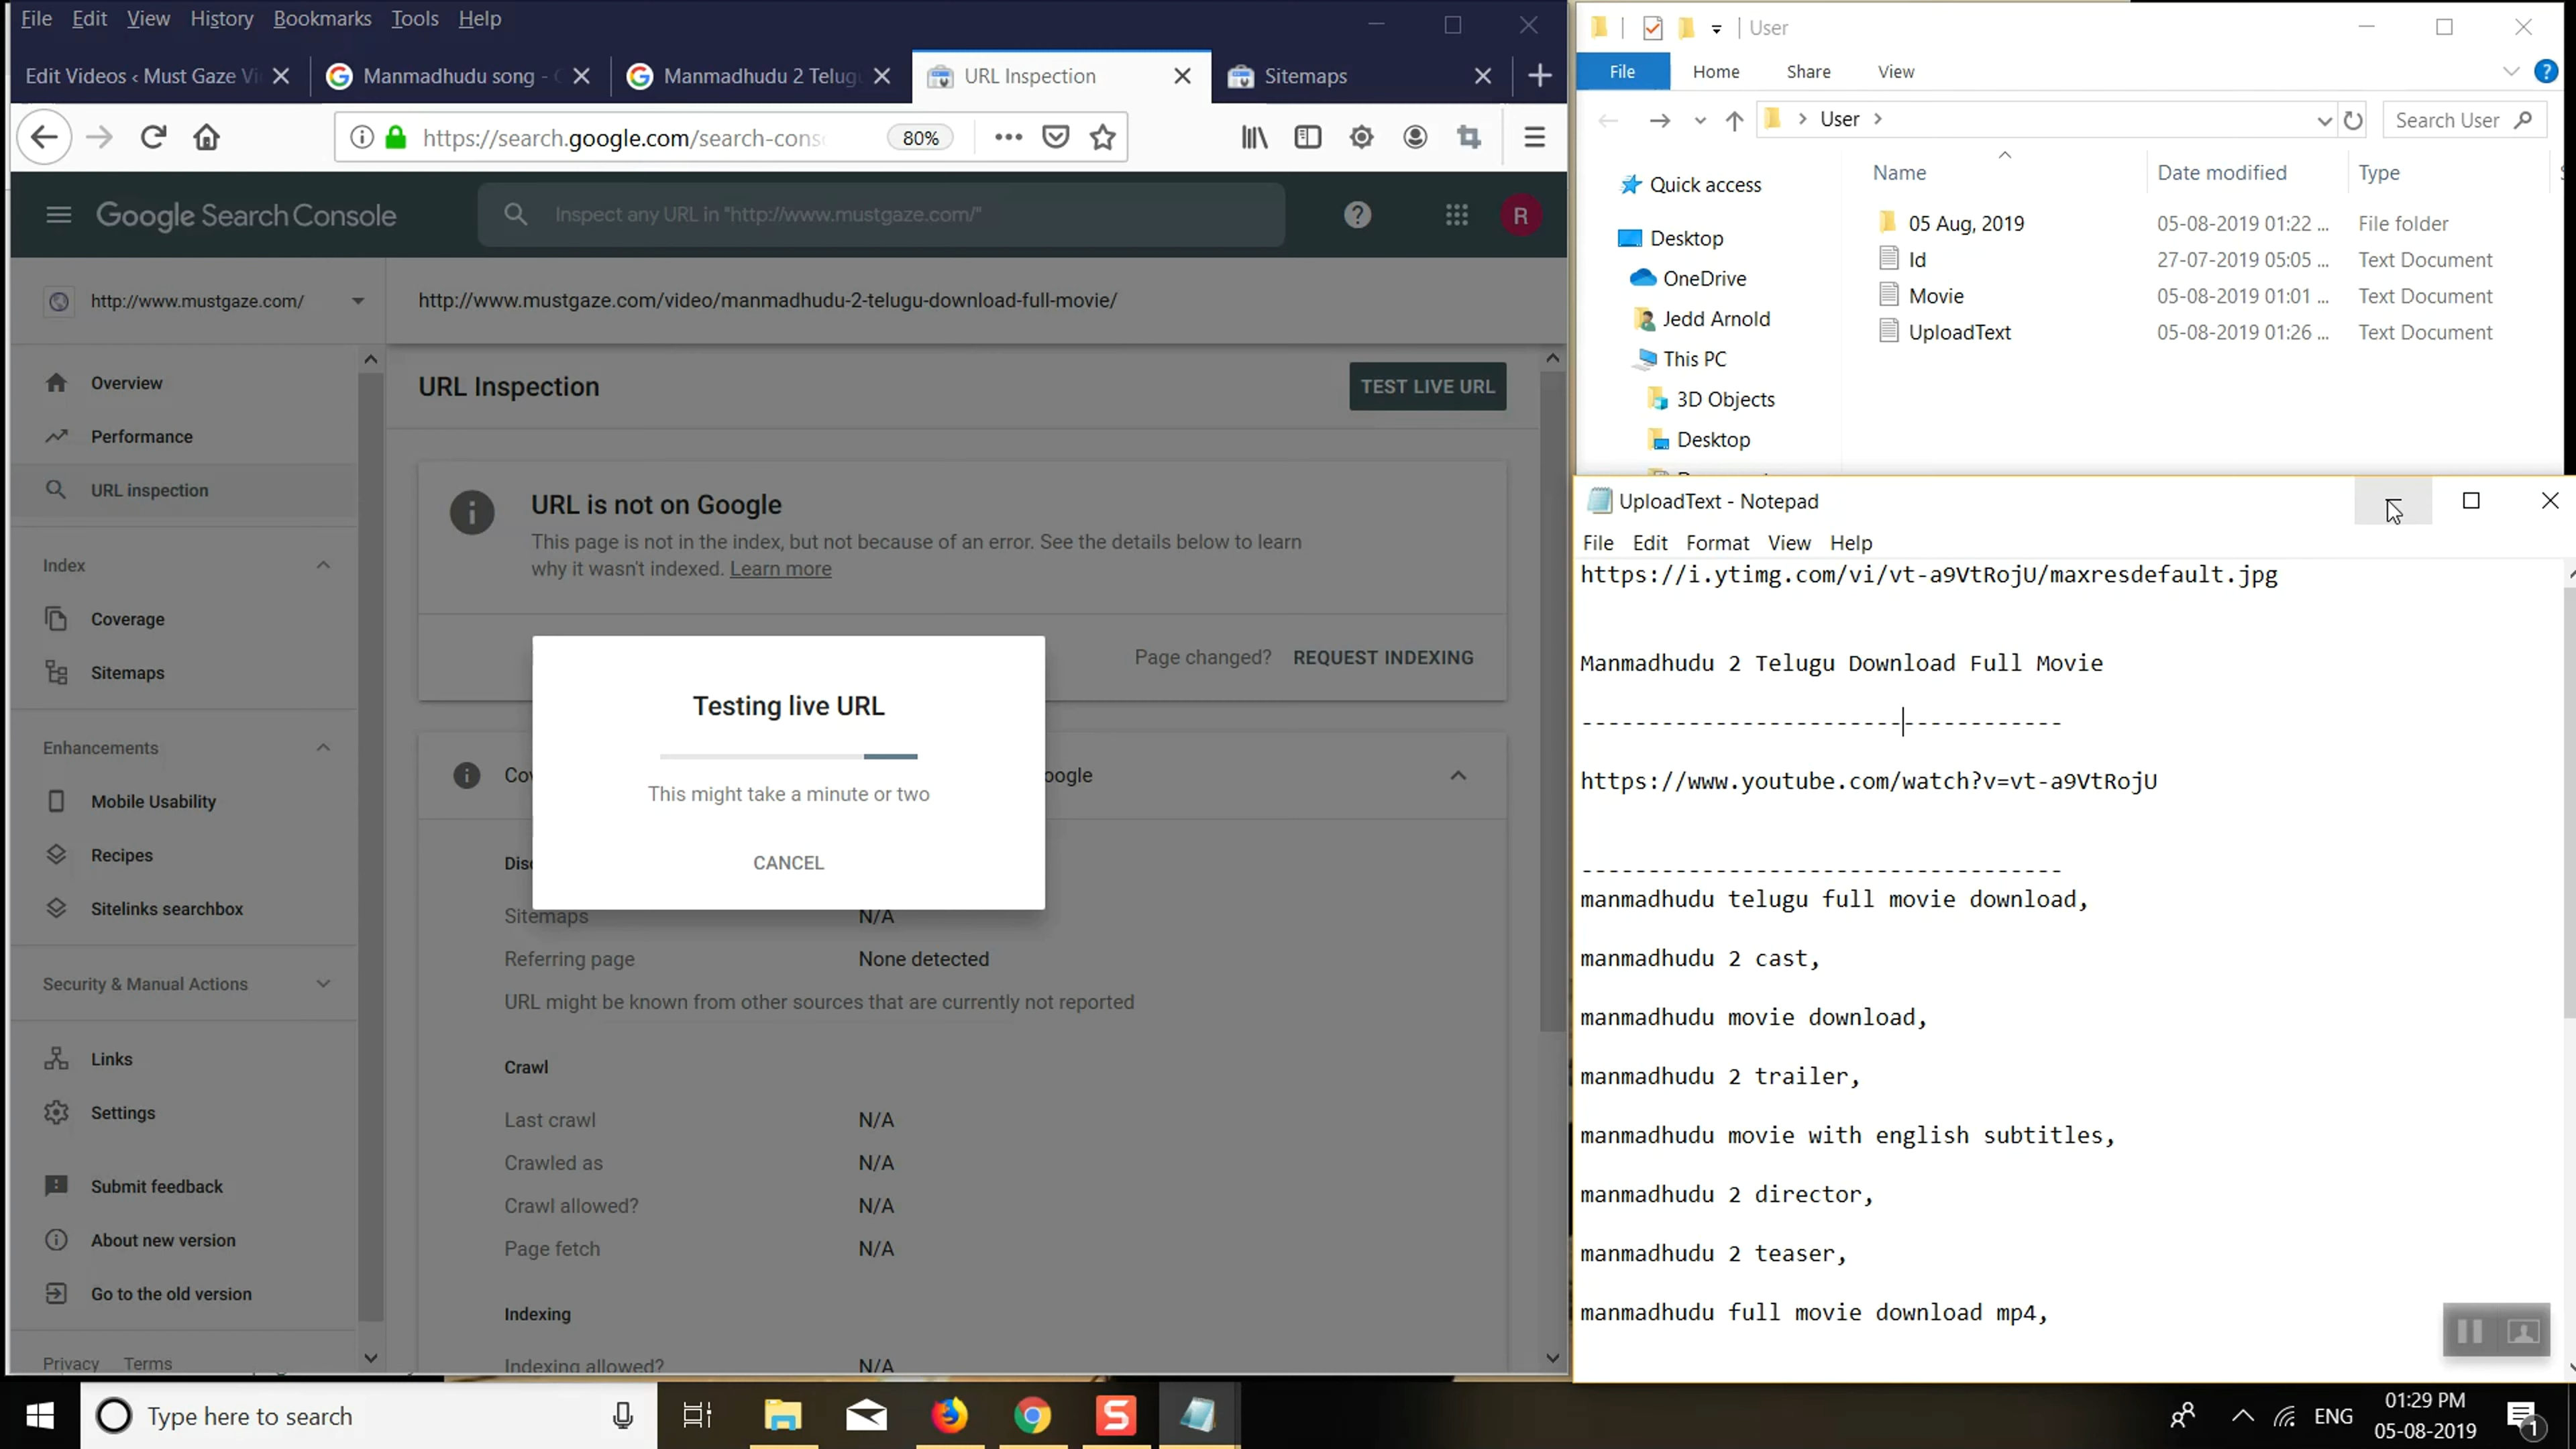 File Edit View History Bookmarks Tools Help
Edit Videos ‹ Must Gaze Vi
Manmadhudu song -
Manmadhudu 2 Telug
URL Inspection
Sitemaps
https://search.google.com/search-conso
80%
Google Search Console
Inspect any URL in "http://www.mustgaze.com/"
R
http://www.mustgaze.com/
http://www.mustgaze.com/video/manmadhudu-2-telugu-download-full-movie/
Overview
Performance
URL inspection
Index
Coverage
Sitemaps
Enhancements
Mobile Usability
Recipes
Sitelinks searchbox
Security & Manual Actions
Links
Settings
Submit feedback
About new version
Go to the old version
Privacy Terms
URL Inspection
TEST LIVE URL
URL is not on Google
This page is not in the index, but not because of an error. See the details below to learn
why it wasn't indexed. Learn more
Page changed? REQUEST INDEXING
Testing live URL
This might take a minute or two
CANCEL
Sitemaps N/A
Referring page None detected
URL might be known from other sources that are currently not reported
Crawl
Last crawl N/A
Crawled as N/A
Crawl allowed? N/A
Page fetch N/A
Indexing
Indexing allowed? N/A
User
File Home Share View
User
Search User
Quick access
Desktop
OneDrive
Jedd Arnold
This PC
3D Objects
Desktop
Name Date modified Type
05 Aug, 2019 05-08-2019 01:22 ... File folder
Id 27-07-2019 05:05 ... Text Document
Movie 05-08-2019 01:01 ... Text Document
UploadText 05-08-2019 01:26 ... Text Document
UploadText - Notepad
File Edit Format View Help
https://i.ytimg.com/vi/vt-a9VtRojU/maxresdefault.jpg
Manmadhudu 2 Telugu Download Full Movie
------------------------------------
https://www.youtube.com/watch?v=vt-a9VtRojU
------------------------------------
manmadhudu telugu full movie download,
manmadhudu 2 cast,
manmadhudu movie download,
manmadhudu 2 trailer,
manmadhudu movie with english subtitles,
manmadhudu 2 director,
manmadhudu 2 teaser,
manmadhudu full movie download mp4,
Type here to search
ENG
01:29 PM
05-08-2019
1